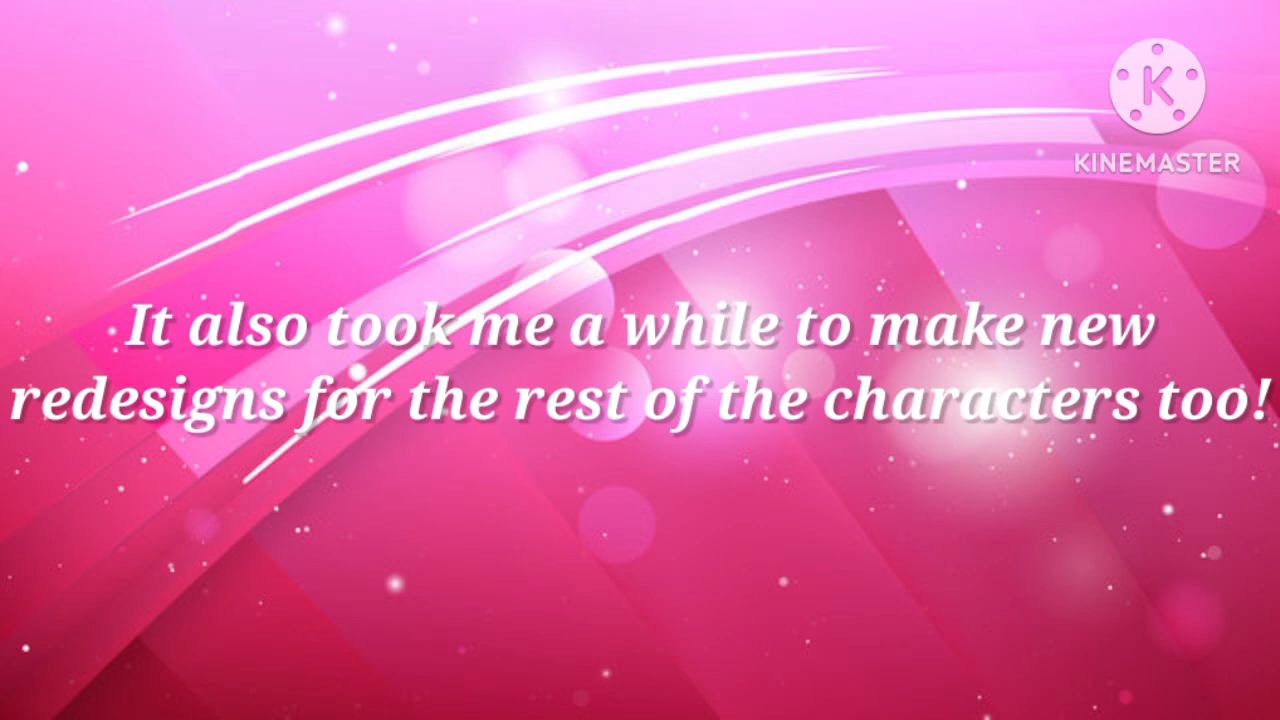 K
KINEMASTER
It also took me a while to make new
redesigns for the rest of the characters too!